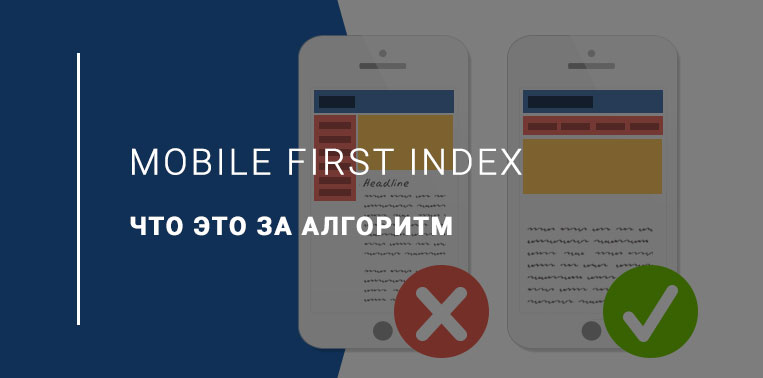 MOBILE FIRST INDEX
ЧТО ЭТО ЗА АЛГОРИТМ
Headline